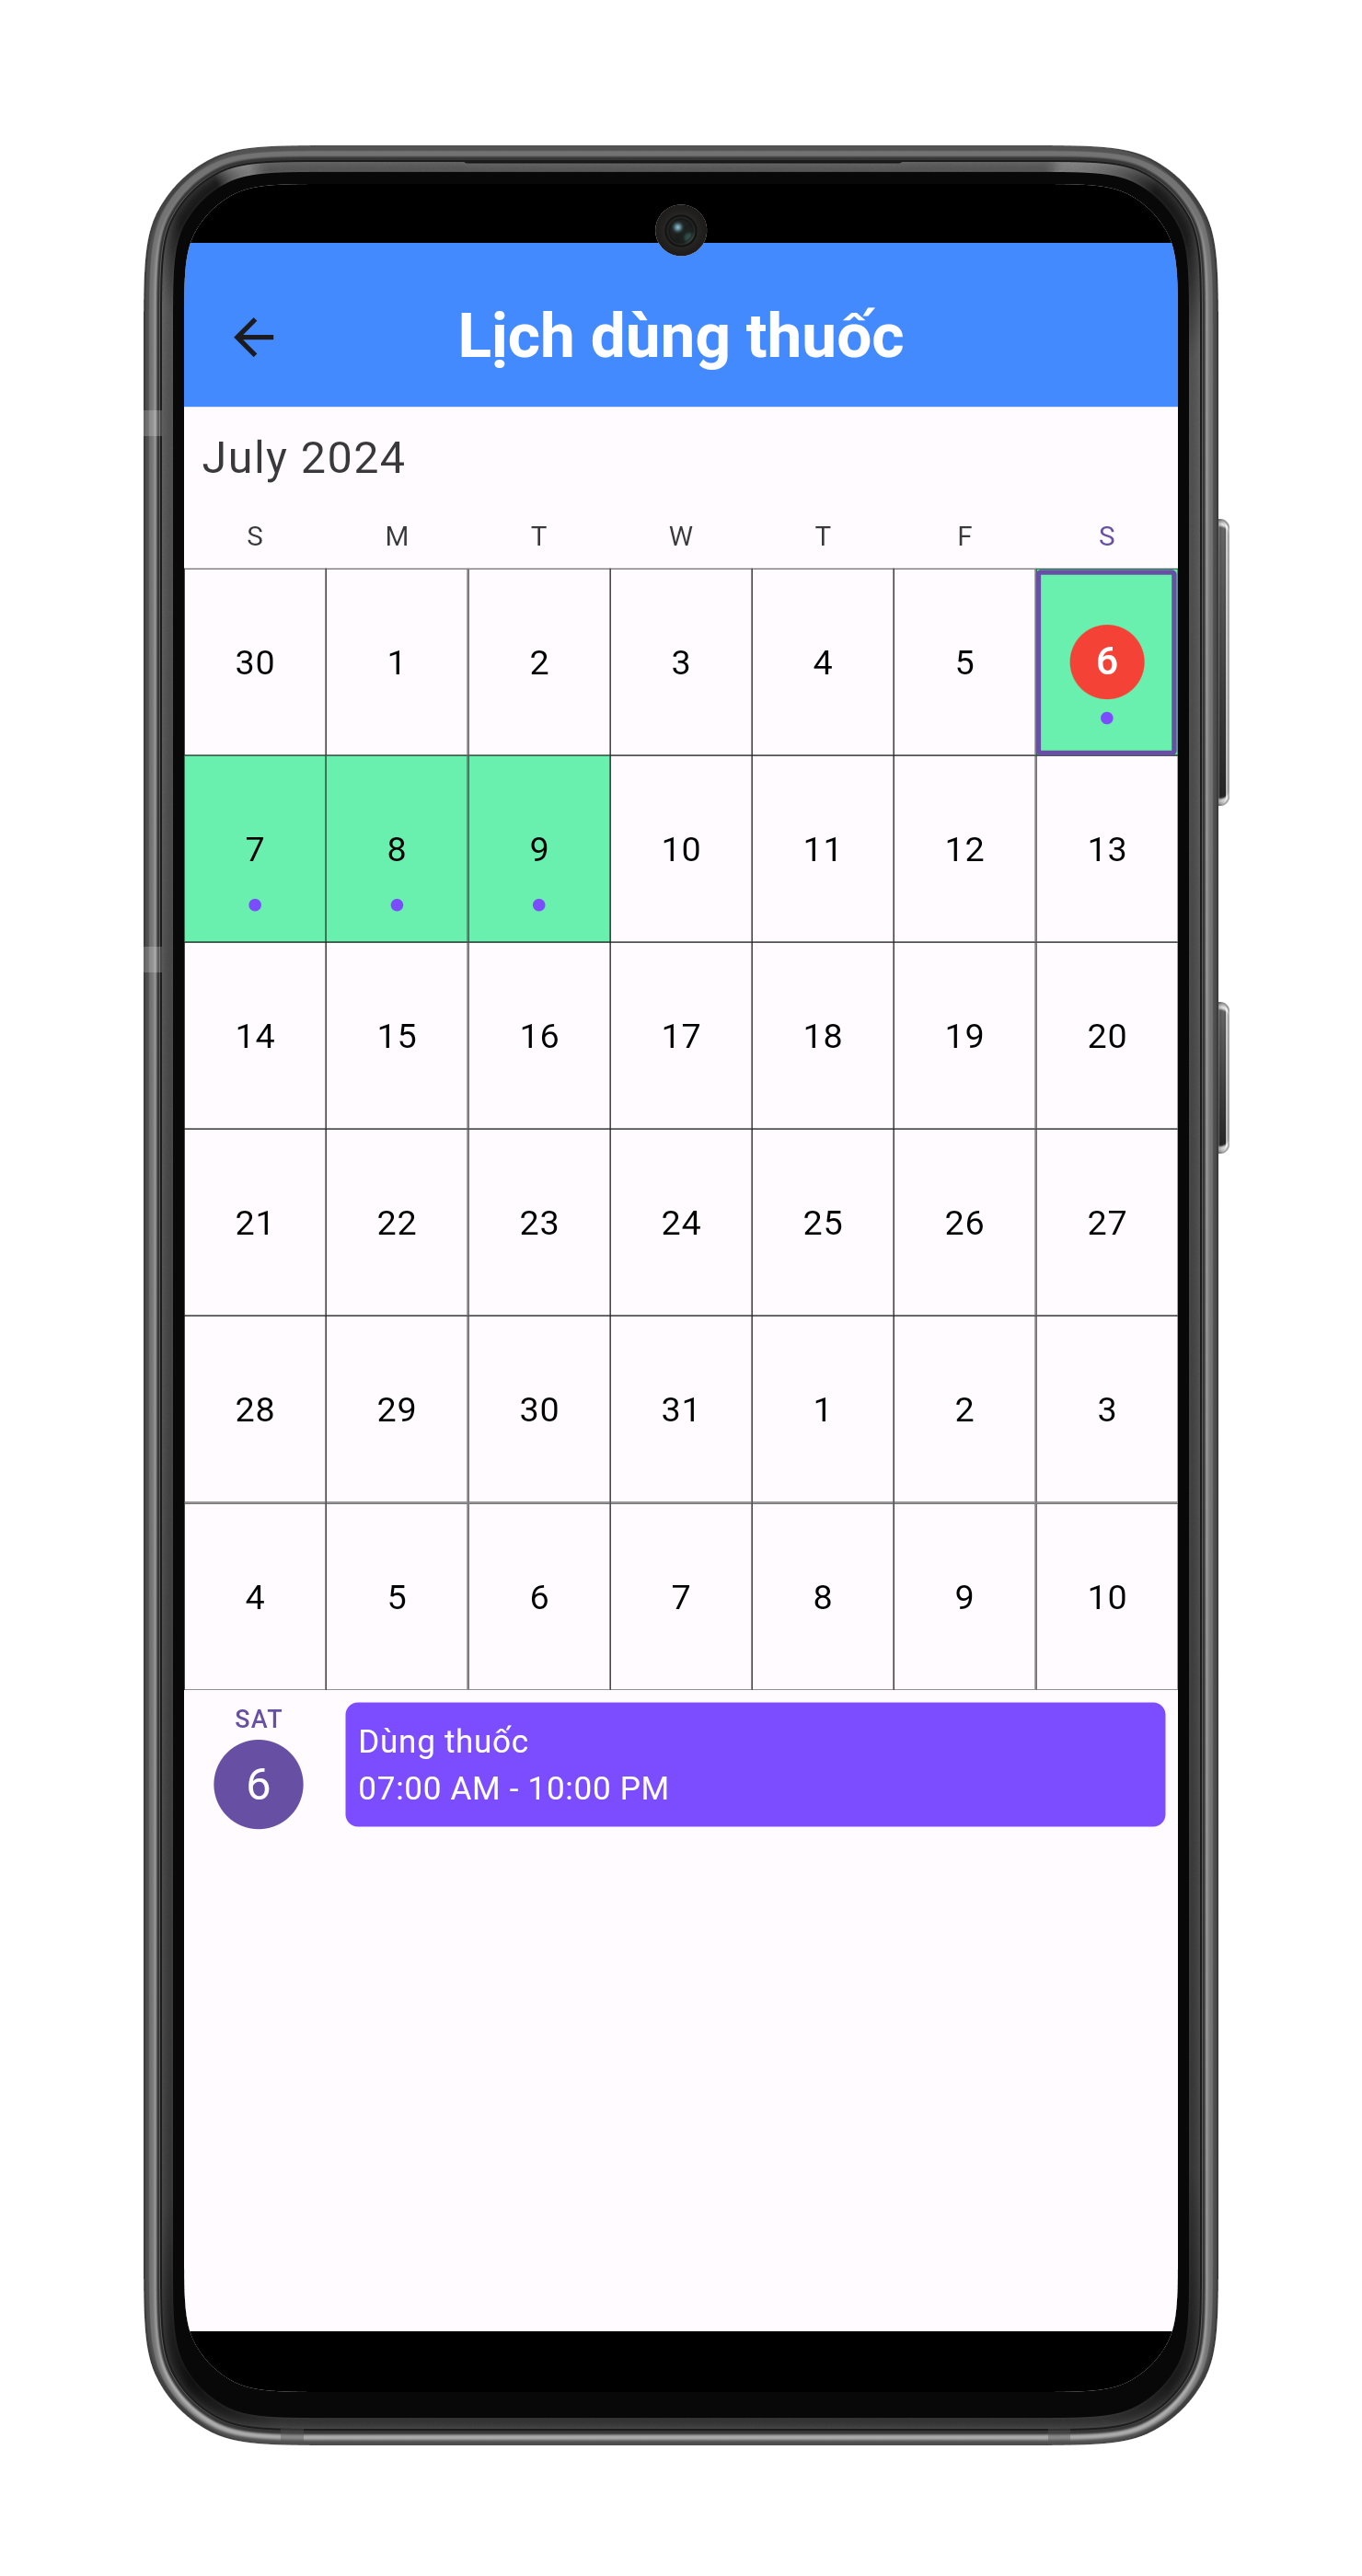 Lịch dùng thuốc
July 2024
S M T W T F S
30 1 2 3 4 5 6
7 8 9 10 11 12 13
14 15 16 17 18 19 20
21 22 23 24 25 26 27
28 29 30 31 1 2 3
4 5 6 7 8 9 10
SAT
6
Dùng thuốc
07:00 AM - 10:00 PM